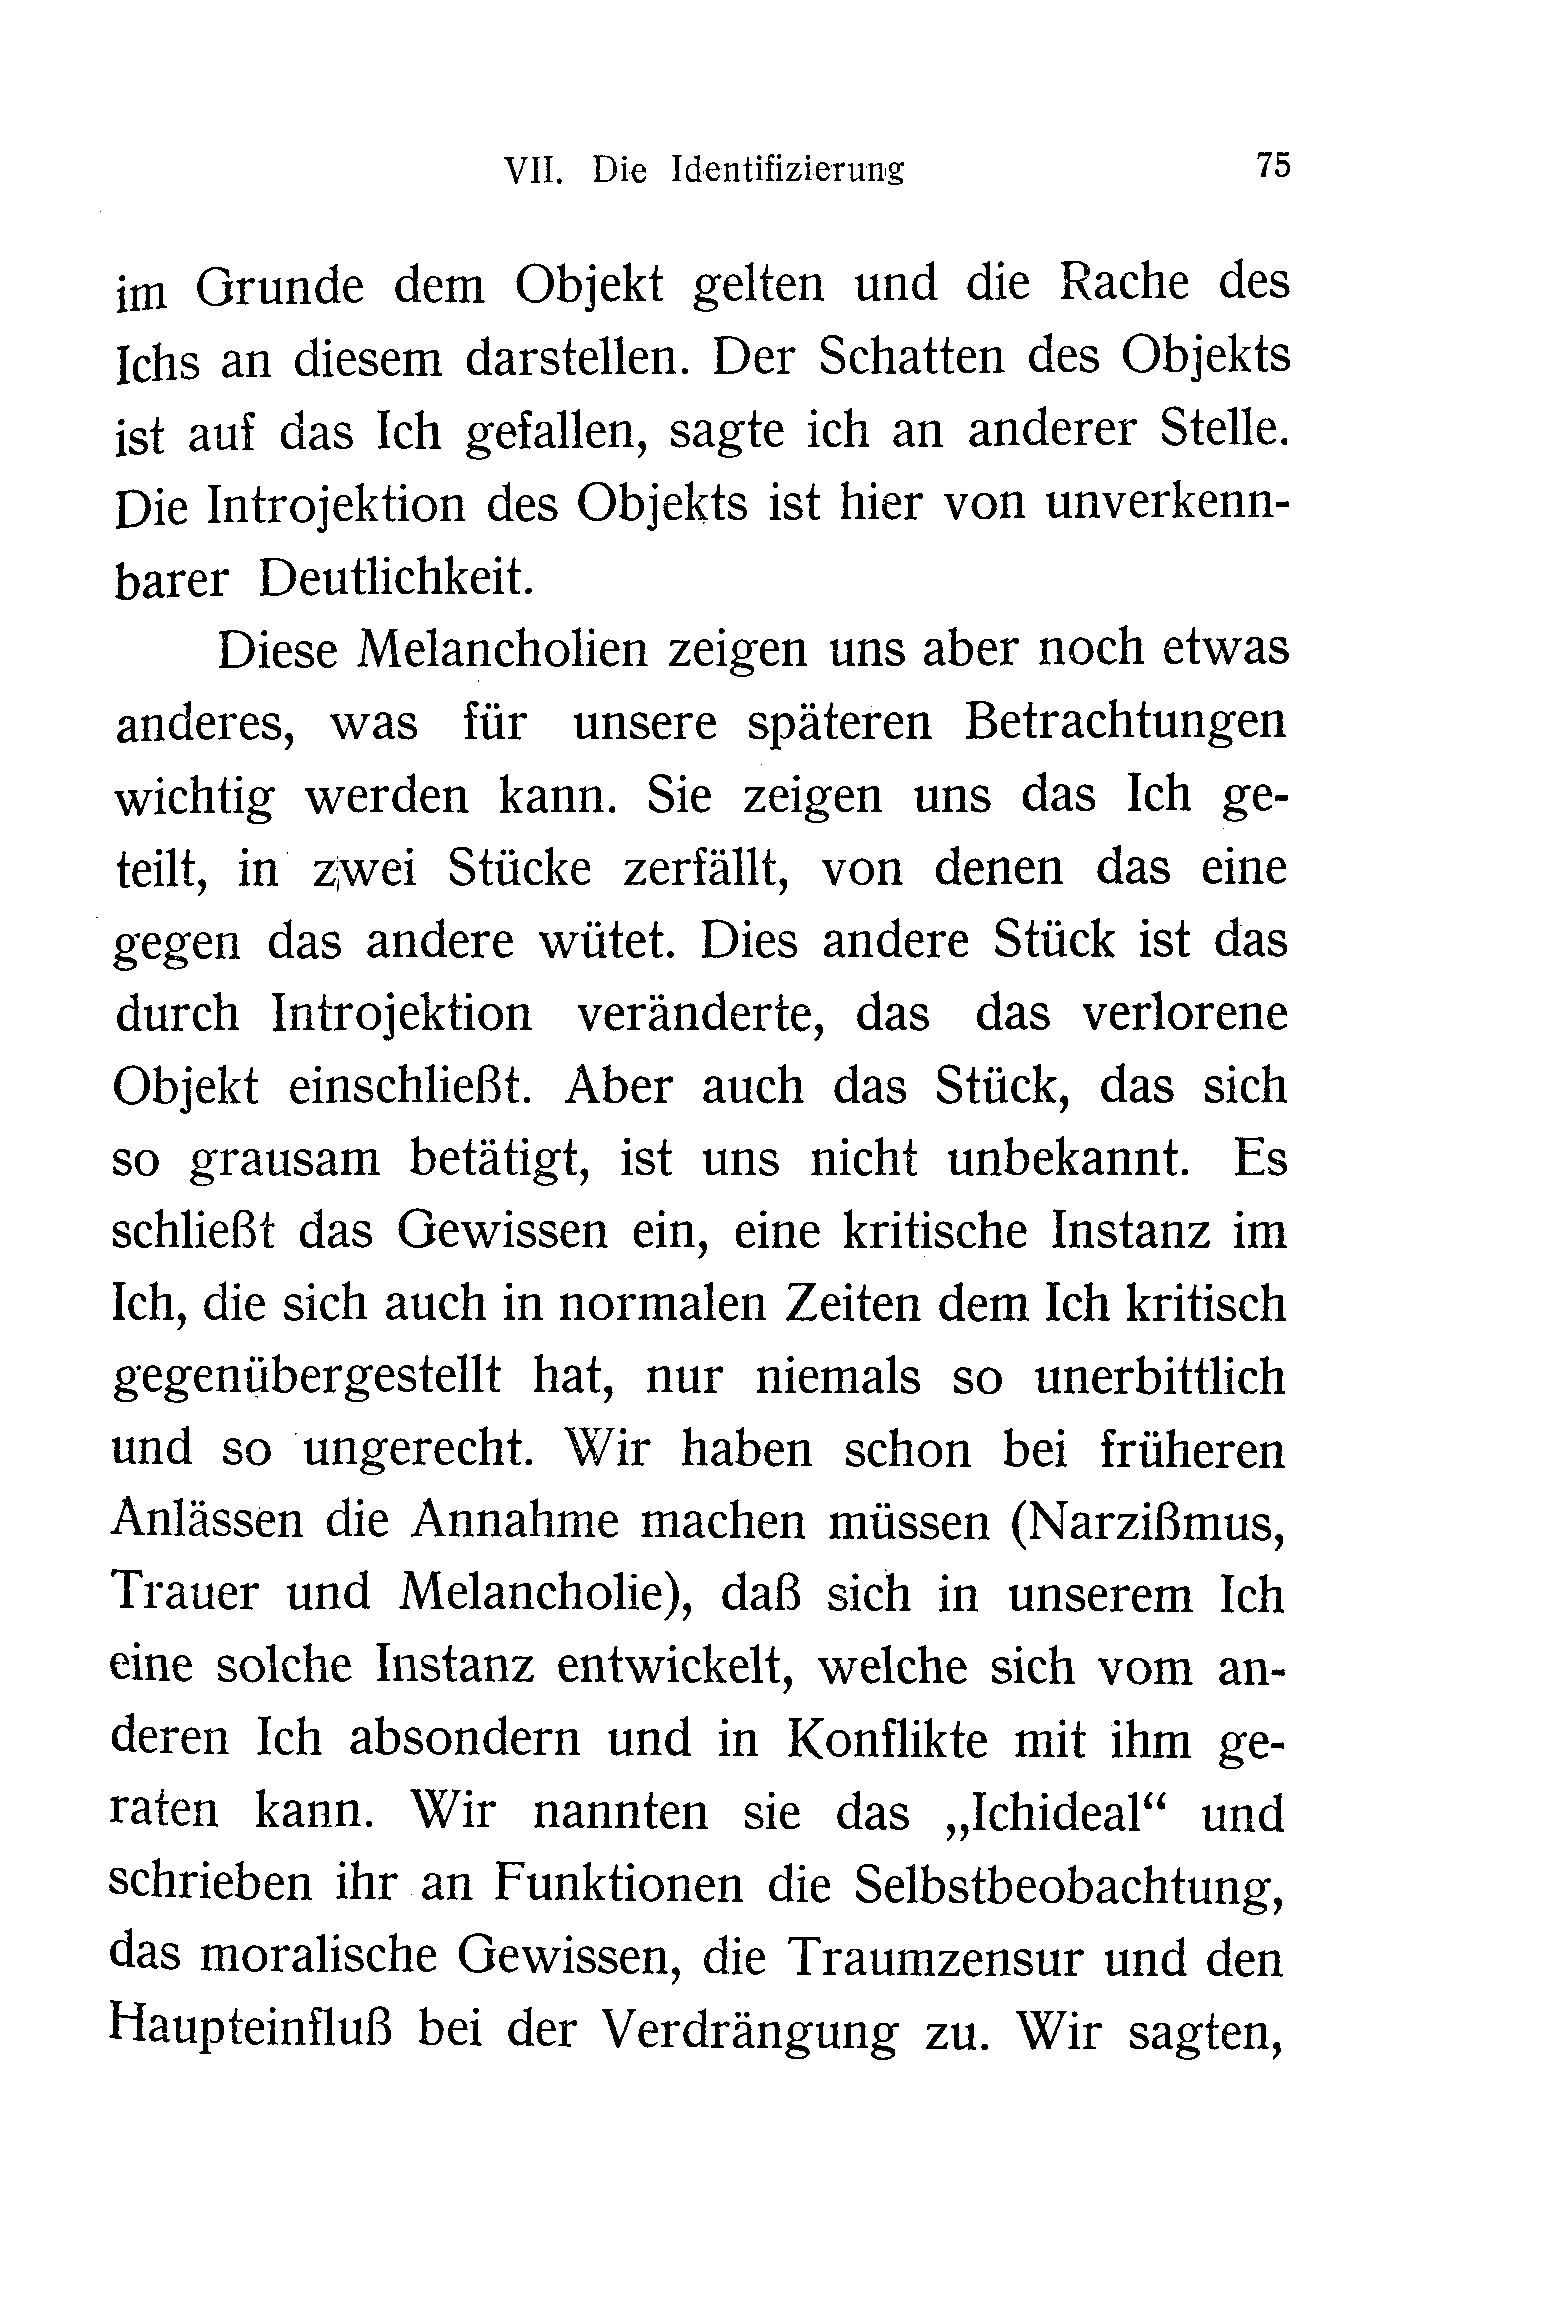 VII. Die Identifizierung 75
im Grunde dem Objekt gelten und die Rache des
Ichs an diesem darstellen. Der Schatten des Objekts
ist auf das Ich gefallen, sagte ich an anderer Stelle.
Die Introjektion des Objekts ist hier von unverkenn-
barer Deutlichkeit.
Diese Melancholien zeigen uns aber noch etwas
anderes, was für unsere späteren Betrachtungen
wichtig werden kann. Sie zeigen uns das Ich ge-
teilt, in zwei Stücke zerfällt, von denen das eine
gegen das andere wütet. Dies andere Stück ist das
durch Introjektion veränderte, das das verlorene
Objekt einschließt. Aber auch das Stück, das sich
so grausam betätigt, ist uns nicht unbekannt. Es
schließt das Gewissen ein, eine kritische Instanz im
Ich, die sich auch in normalen Zeiten dem Ich kritisch
gegenübergestellt hat, nur niemals so unerbittlich
und so ungerecht. Wir haben schon bei früheren
Anlässen die Annahme machen müssen (Narzißmus,
Trauer und Melancholie), daß sich in unserem Ich
eine solche Instanz entwickelt, welche sich vom an-
deren Ich absondern und in Konflikte mit ihm ge-
raten kann. Wir nannten sie das „Ichideal“ und
schrieben ihr an Funktionen die Selbstbeobachtung,
das moralische Gewissen, die Traumzensur und den
Haupteinfluß bei der Verdrängung zu. Wir sagten,